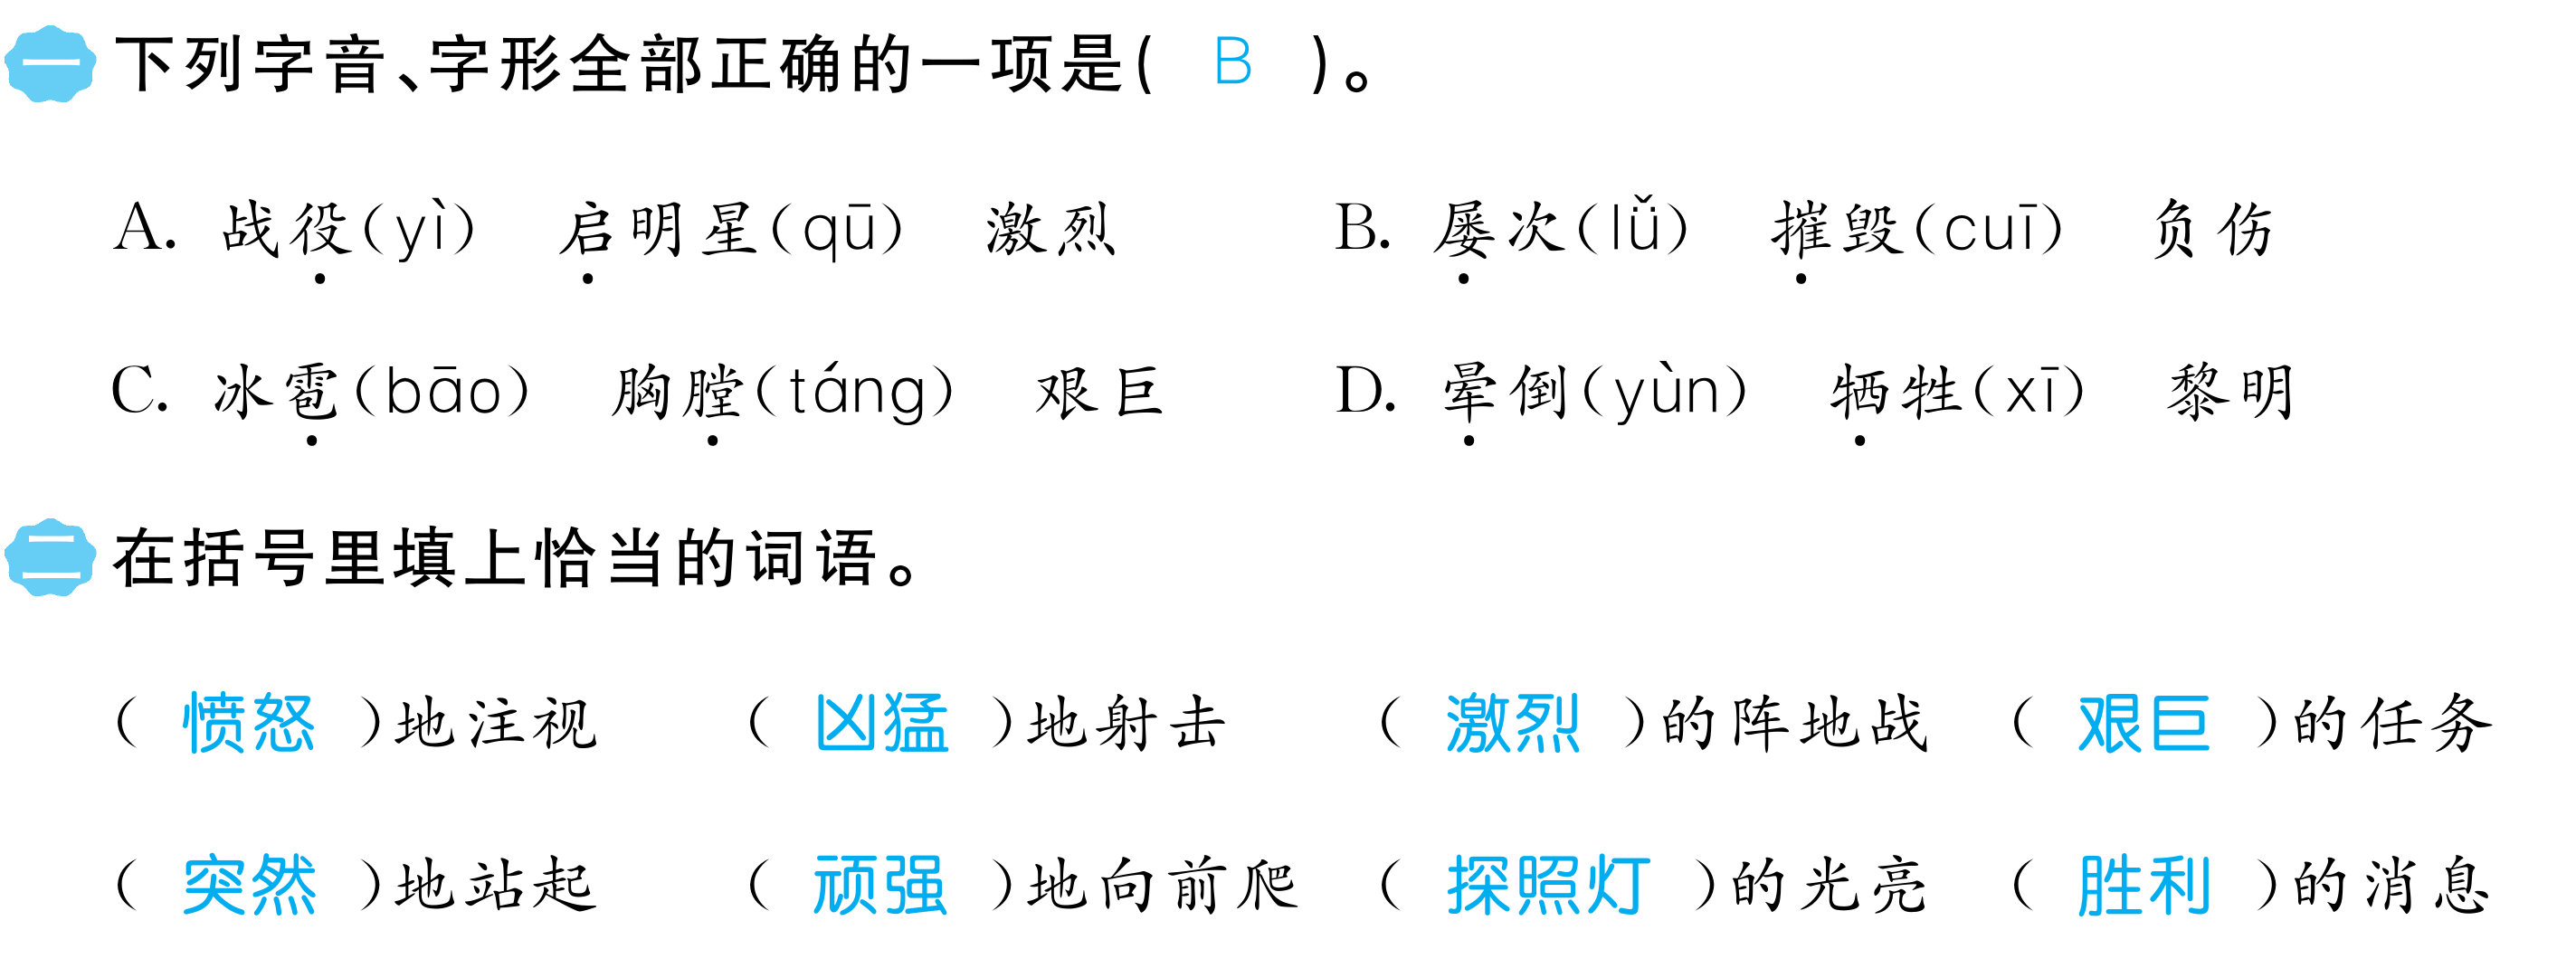 一 下列字音、字形全部正确的一项是( B )。
A. 战役(yì) 启明星(qū) 激烈 B. 屡次(lǚ) 摧毁(cuī) 负伤
C. 冰雹(bāo) 胸膛(táng) 艰巨 D. 晕倒(yùn) 牺牲(xī) 黎明
二 在括号里填上恰当的词语。
( 愤怒 )地注视 ( 凶猛 )地射击 ( 激烈 )的阵地战 ( 艰巨 )的任务
( 突然 )地站起 ( 顽强 )地向前爬 ( 探照灯 )的光亮 ( 胜利 )的消息